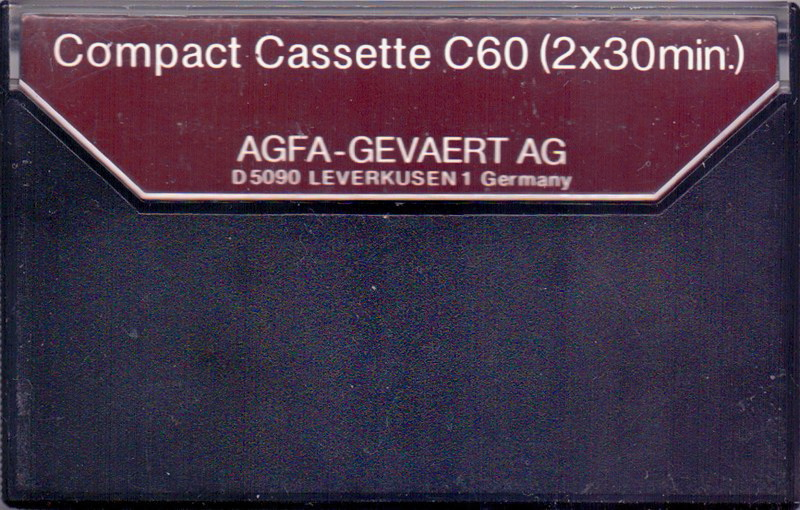 Compact Cassette C60 (2x30min.)
AGFA-GEVAERT AG
D 5090 LEVERKUSEN 1 Germany